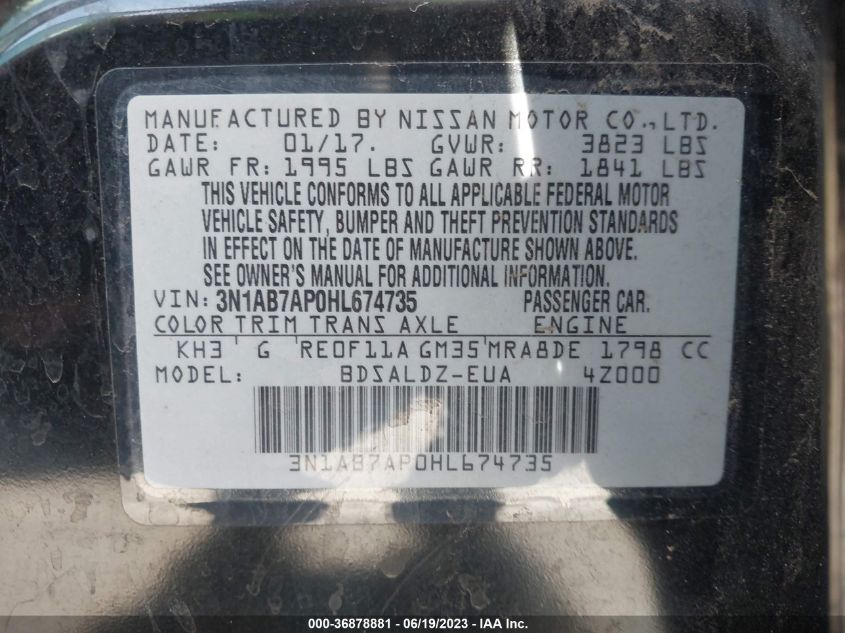 MANUFACTURED BY NISSAN MOTOR CO., LTD.
DATE: 01/17. GVWR: 3823 LBS
GAWR FR: 1995 LBS GAWR RR: 1841 LBS
THIS VEHICLE CONFORMS TO ALL APPLICABLE FEDERAL MOTOR
VEHICLE SAFETY, BUMPER AND THEFT PREVENTION STANDARDS
IN EFFECT ON THE DATE OF MANUFACTURE SHOWN ABOVE.
SEE OWNER'S MANUAL FOR ADDITIONAL INFORMATION.
VIN: 3N1AB7AP0HL674735 PASSENGER CAR.
COLOR TRIM TRANS AXLE ENGINE
KH3 G RE0F11A GM35 MRA8DE 1798 CC
MODEL: BDSALDZ-EUA 4Z000
3N1AB7AP0HL674735
000-36878881 - 06/19/2023 - IAA Inc.